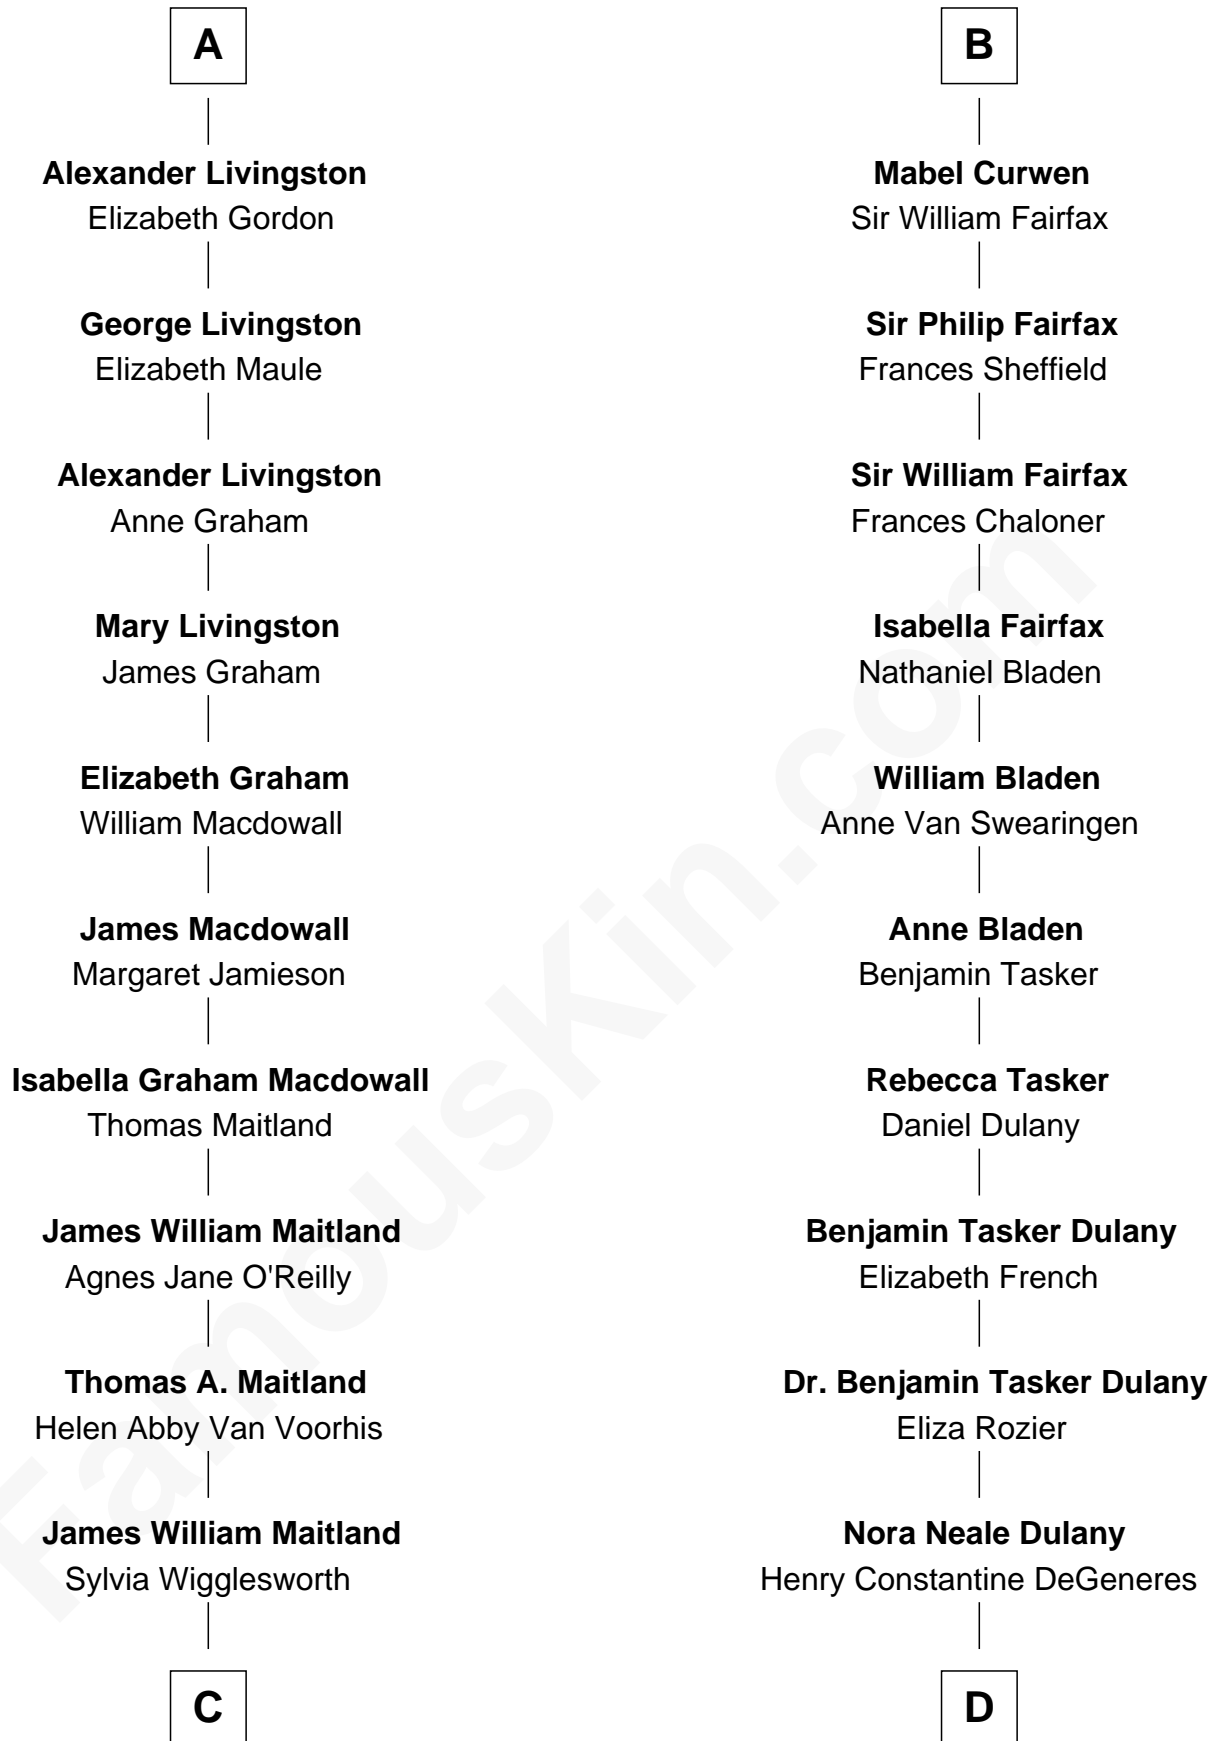 A
Alexander Livingston
Elizabeth Gordon
George Livingston
Elizabeth Maule
Alexander Livingston
Anne Graham
Mary Livingston
James Graham
Elizabeth Graham
William Macdowall
James Macdowall
Margaret Jamieson
Isabella Graham Macdowall
Thomas Maitland
James William Maitland
Agnes Jane O'Reilly
Thomas A. Maitland
Helen Abby Van Voorhis
James William Maitland
Sylvia Wigglesworth
C
B
Mabel Curwen
Sir William Fairfax
Sir Philip Fairfax
Frances Sheffield
Sir William Fairfax
Frances Chaloner
Isabella Fairfax
Nathaniel Bladen
William Bladen
Anne Van Swearingen
Anne Bladen
Benjamin Tasker
Rebecca Tasker
Daniel Dulany
Benjamin Tasker Dulany
Elizabeth French
Dr. Benjamin Tasker Dulany
Eliza Rozier
Nora Neale Dulany
Henry Constantine DeGeneres
D
FamousKin.com